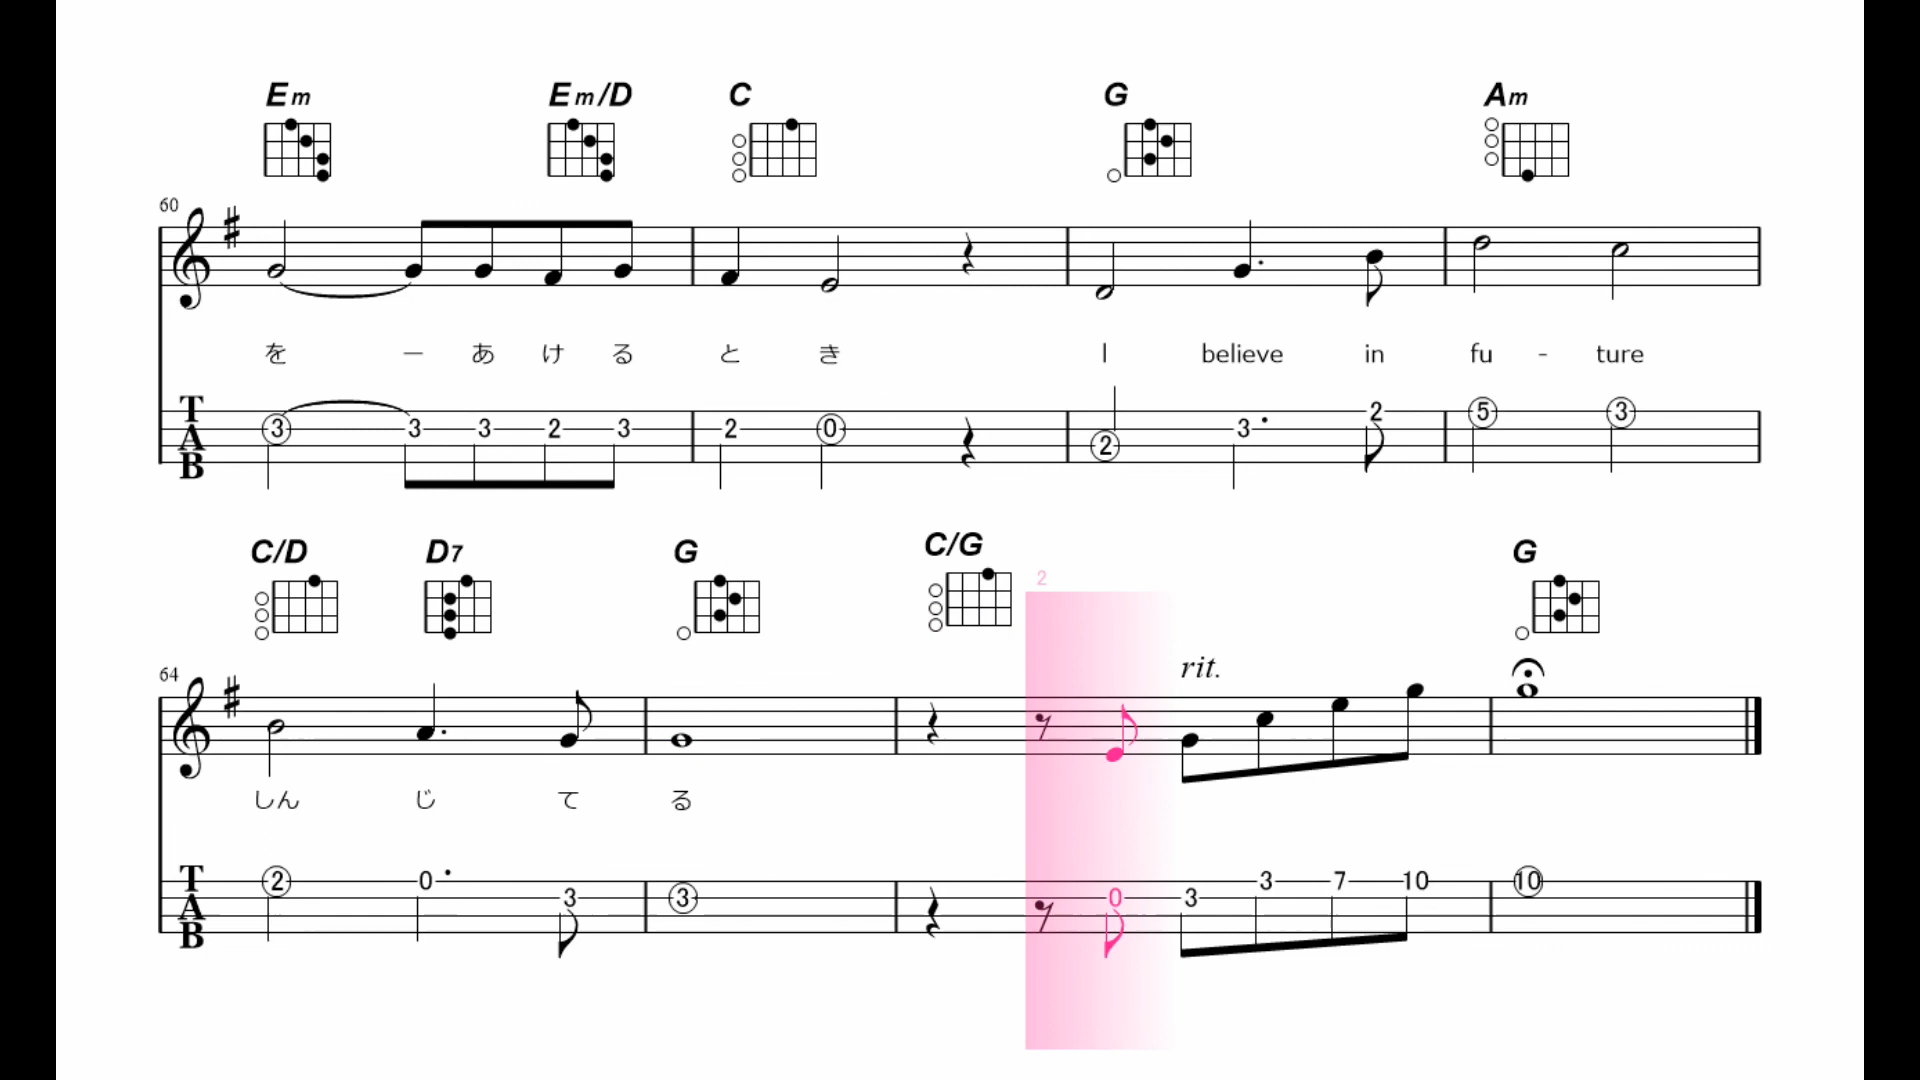 Em Em/D C G Am
60
を ー あ け る と き I believe in fu - ture
T A B 3 3 3 2 3 2 0 2 3 2 5 3
C/D D7 G C/G G
2
rit.
64
しん じ て る
T A B 2 0 3 3 0 3 3 7 10 10